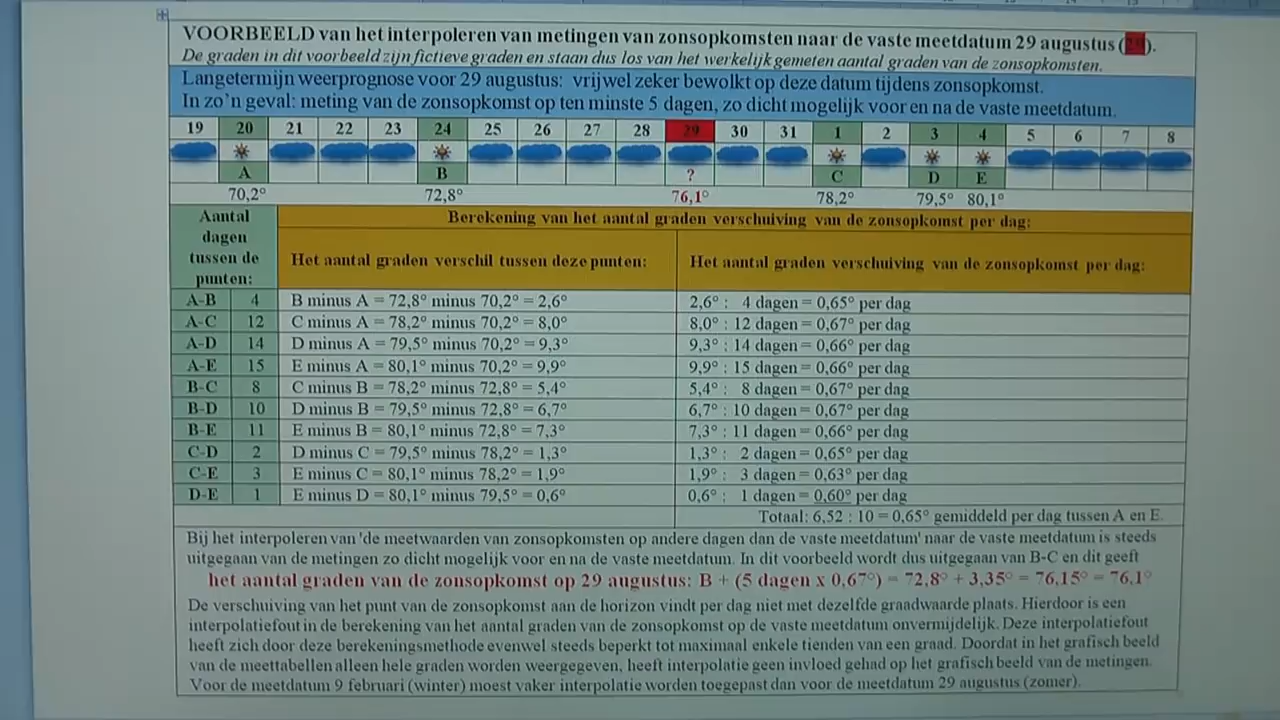 VOORBEELD van het interpoleren van metingen van zonsopkomsten naar de vaste meetdatum 29 augustus (29).
De graden in dit voorbeeld zijn fictieve graden en staan dus los van het werkelijk gemeten aantal graden van de zonsopkomsten.
Langetermijn weerprognose voor 29 augustus: vrijwel zeker bewolkt op deze datum tijdens zonsopkomst.
In zo'n geval: meting van de zonsopkomst op ten minste 5 dagen, zo dicht mogelijk voor en na de vaste meetdatum.
19 20 21 22 23 24 25 26 27 28 29 30 31 1 2 3 4 5 6 7 8
A B ? C D E
70,2° 72,8° 76,1° 78,2° 79,5° 80,1°
Aantal dagen tussen de punten:
Berekening van het aantal graden verschuiving van de zonsopkomst per dag:
Het aantal graden verschil tussen deze punten: Het aantal graden verschuiving van de zonsopkomst per dag:
A-B 4 B minus A = 72,8° minus 70,2° = 2,6° 2,6° : 4 dagen = 0,65° per dag
A-C 12 C minus A = 78,2° minus 70,2° = 8,0° 8,0° : 12 dagen = 0,67° per dag
A-D 14 D minus A = 79,5° minus 70,2° = 9,3° 9,3° : 14 dagen = 0,66° per dag
A-E 15 E minus A = 80,1° minus 70,2° = 9,9° 9,9° : 15 dagen = 0,66° per dag
B-C 8 C minus B = 78,2° minus 72,8° = 5,4° 5,4° : 8 dagen = 0,67° per dag
B-D 10 D minus B = 79,5° minus 72,8° = 6,7° 6,7° : 10 dagen = 0,67° per dag
B-E 11 E minus B = 80,1° minus 72,8° = 7,3° 7,3° : 11 dagen = 0,66° per dag
C-D 2 D minus C = 79,5° minus 78,2° = 1,3° 1,3° : 2 dagen = 0,65° per dag
C-E 3 E minus C = 80,1° minus 78,2° = 1,9° 1,9° : 3 dagen = 0,63° per dag
D-E 1 E minus D = 80,1° minus 79,5° = 0,6° 0,6° : 1 dagen = 0,60° per dag
Totaal: 6,52 : 10 = 0,65° gemiddeld per dag tussen A en E.
Bij het interpoleren van 'de meetwaarden van zonsopkomsten op andere dagen dan de vaste meetdatum' naar de vaste meetdatum is steeds
uitgegaan van de metingen zo dicht mogelijk voor en na de vaste meetdatum. In dit voorbeeld wordt dus uitgegaan van B-C en dit geeft
het aantal graden van de zonsopkomst op 29 augustus: B + (5 dagen x 0,67°) = 72,8° + 3,35° = 76,15° = 76,1°
De verschuiving van het punt van de zonsopkomst aan de horizon vindt per dag niet met dezelfde graadwaarde plaats. Hierdoor is een
interpolatiefout in de berekening van het aantal graden van de zonsopkomst op de vaste meetdatum onvermijdelijk. Deze interpolatiefout
heeft zich door deze berekeningsmethode evenwel steeds beperkt tot maximaal enkele tienden van een graad. Doordat in het grafisch beeld
van de meettabellen alleen hele graden worden weergegeven, heeft interpolatie geen invloed gehad op het grafisch beeld van de metingen.
Voor de meetdatum 9 februari (winter) moest vaker interpolatie worden toegepast dan voor de meetdatum 29 augustus (zomer).